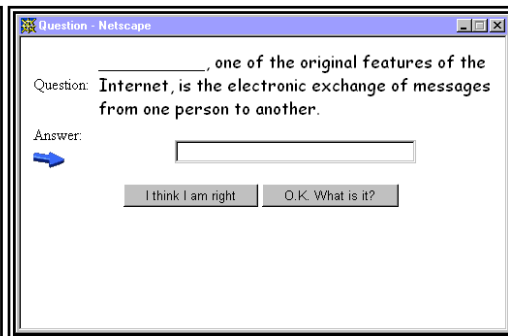 Question - Netscape
____________, one of the original features of the
Question: Internet, is the electronic exchange of messages
from one person to another.
Answer:
I think I am right O.K. What is it?